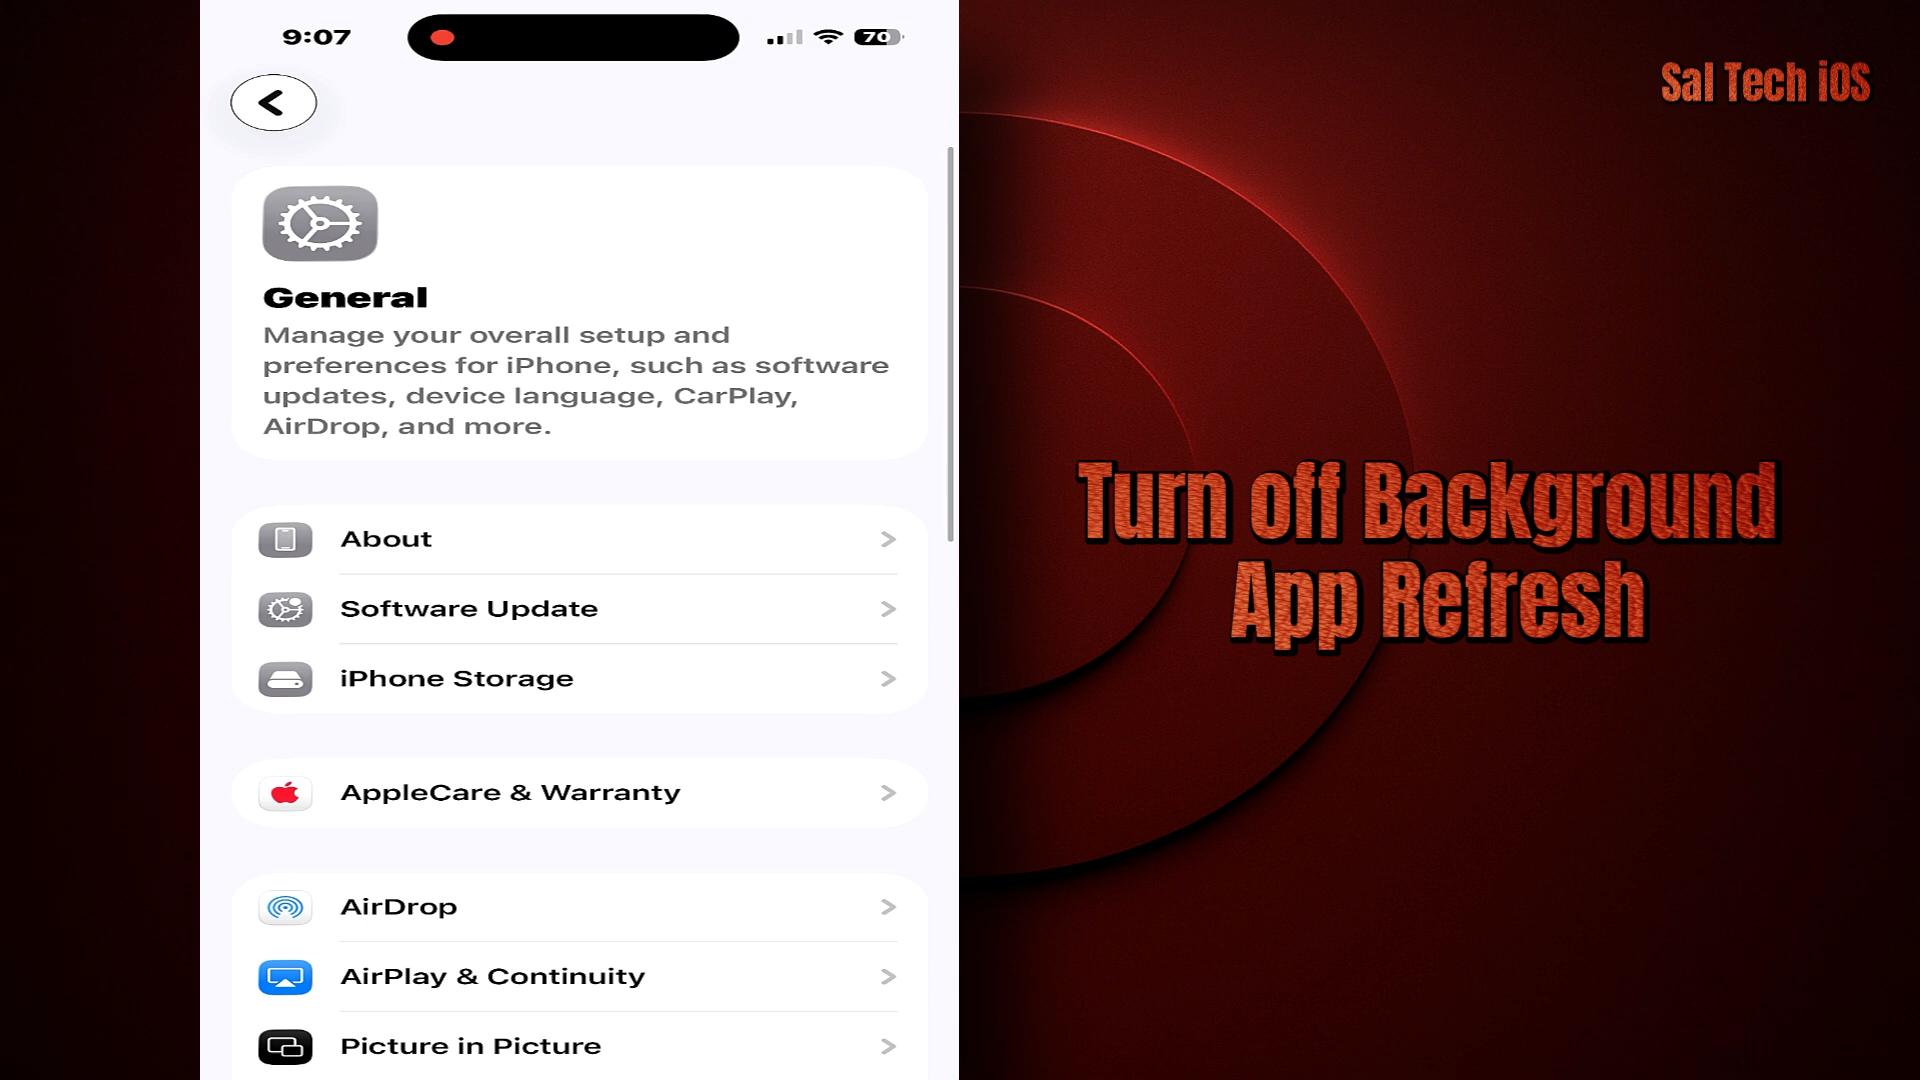 9:07
70
General
Manage your overall setup and
preferences for iPhone, such as software
updates, device language, CarPlay,
AirDrop, and more.
About
Software Update
iPhone Storage
AppleCare & Warranty
AirDrop
AirPlay & Continuity
Picture in Picture
Sal Tech iOS
Turn off Background
App Refresh